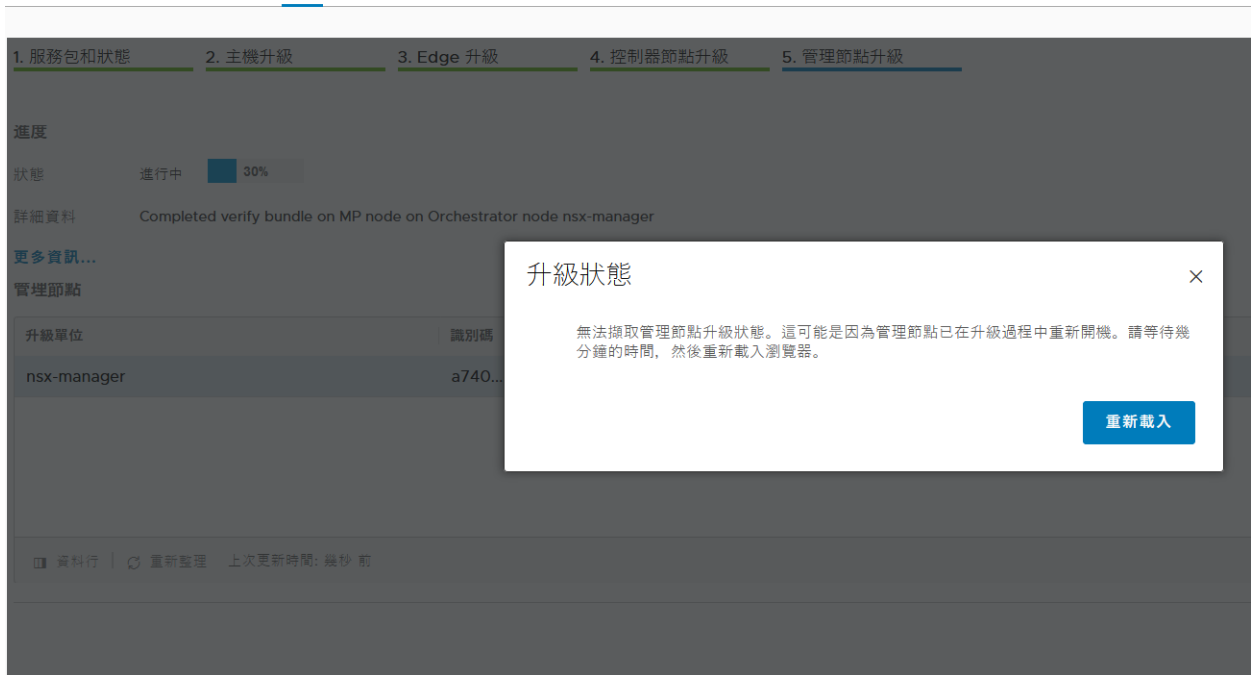 1. 服務包和狀態 2. 主機升級 3. Edge 升級 4. 控制器節點升級 5. 管理節點升級
進度
狀態 進行中 30%
詳細資料 Completed verify bundle on MP node on Orchestrator node nsx-manager
更多資訊...
管理節點
升級單位 識別碼
nsx-manager a740...
升級狀態
無法擷取管理節點升級狀態。這可能是因為管理節點已在升級過程中重新開機。請等待幾
分鐘的時間，然後重新載入瀏覽器。
重新載入
資料行 重新整理 上次更新時間: 幾秒 前